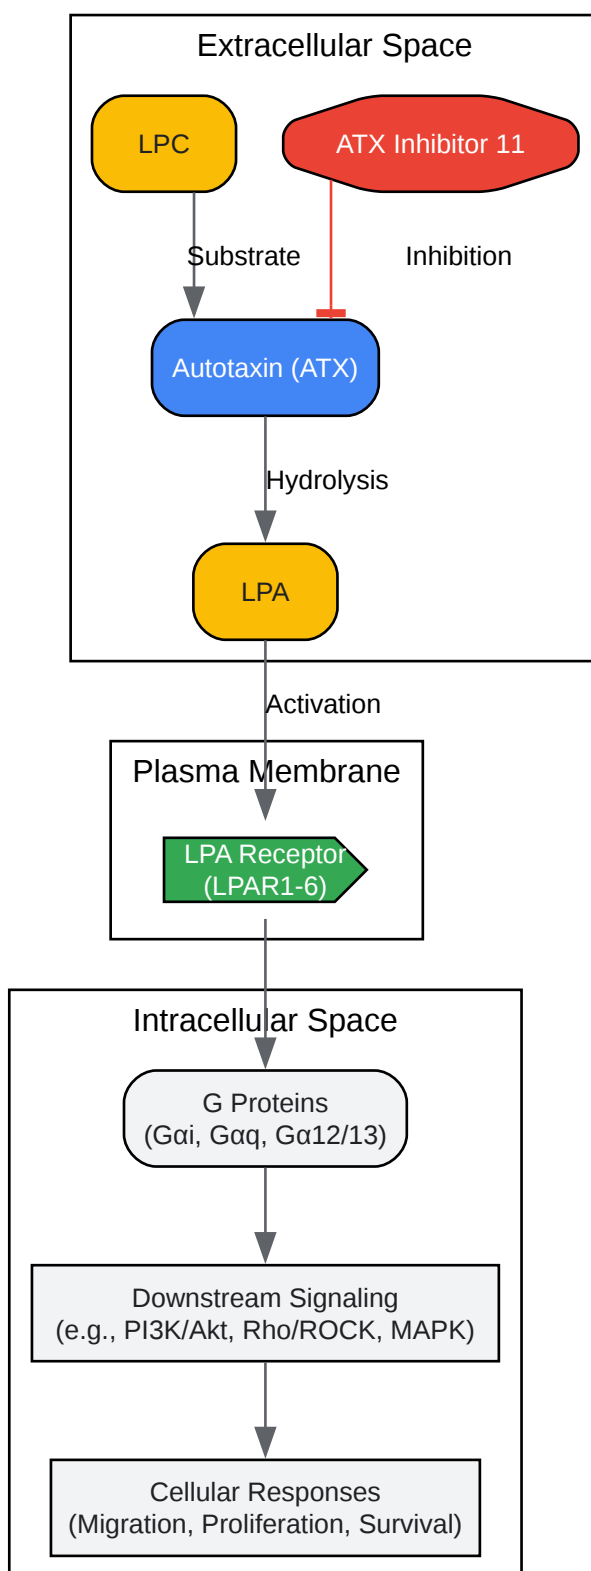 Extracellular Space
LPC
ATX Inhibitor 11
Substrate
Inhibition
Autotaxin (ATX)
Hydrolysis
LPA
Activation
Plasma Membrane
LPA Receptor
(LPAR1-6)
Intracellular Space
G Proteins
(Gαi, Gαq, Gα12/13)
Downstream Signaling
(e.g., PI3K/Akt, Rho/ROCK, MAPK)
Cellular Responses
(Migration, Proliferation, Survival)